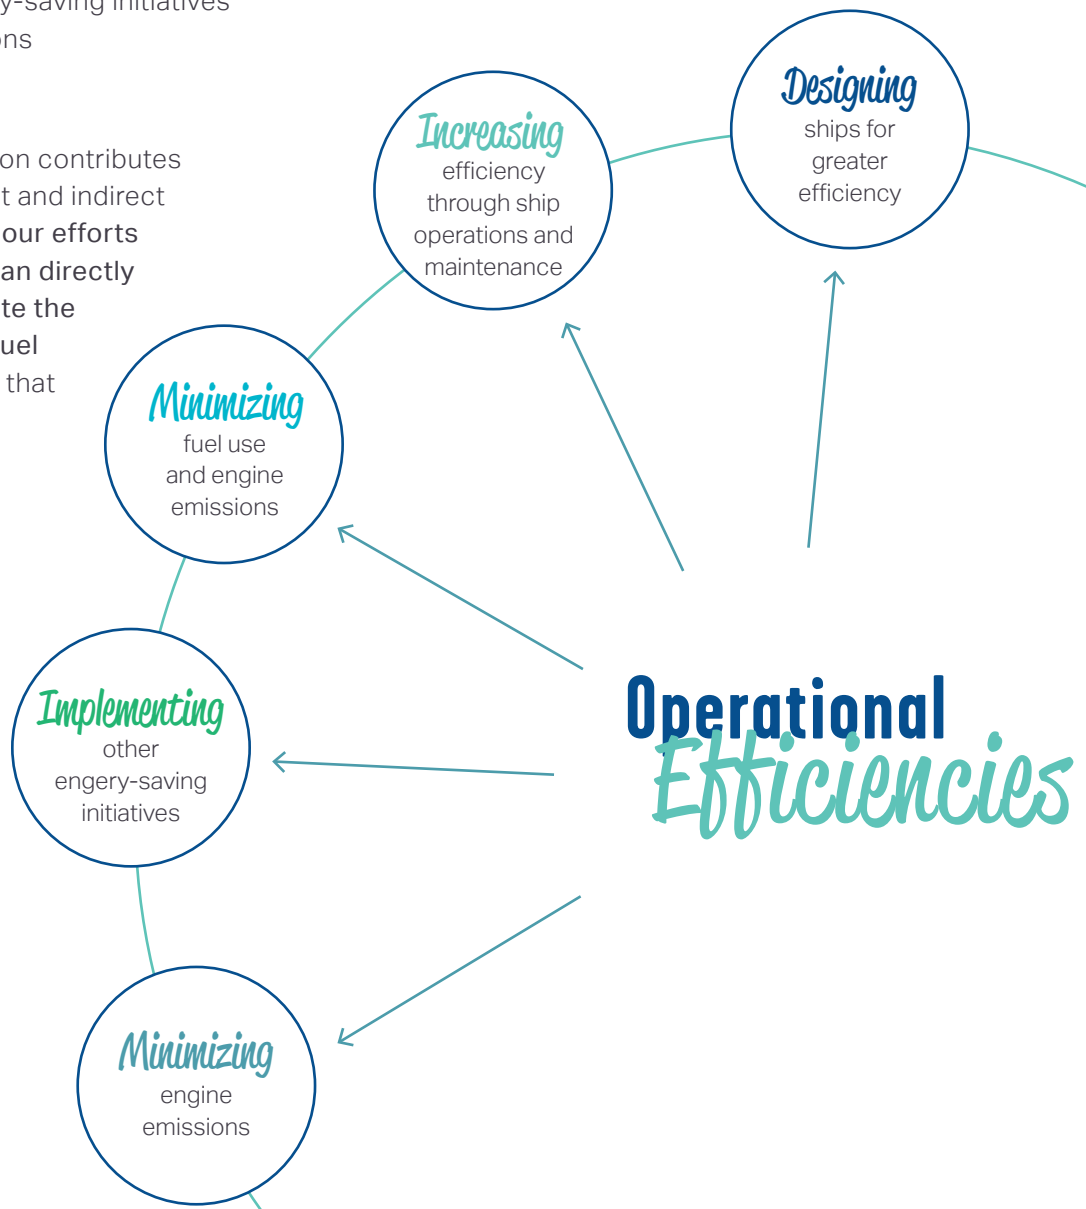 y-saving initiatives
ons
on contributes
t and indirect
our efforts
an directly
te the
uel
that
Designing
ships for
greater
efficiency
Increasing
efficiency
through ship
operations and
maintenance
Minimizing
fuel use
and engine
emissions
Implementing
other
engery-saving
initiatives
Minimizing
engine
emissions
Operational
Efficiencies